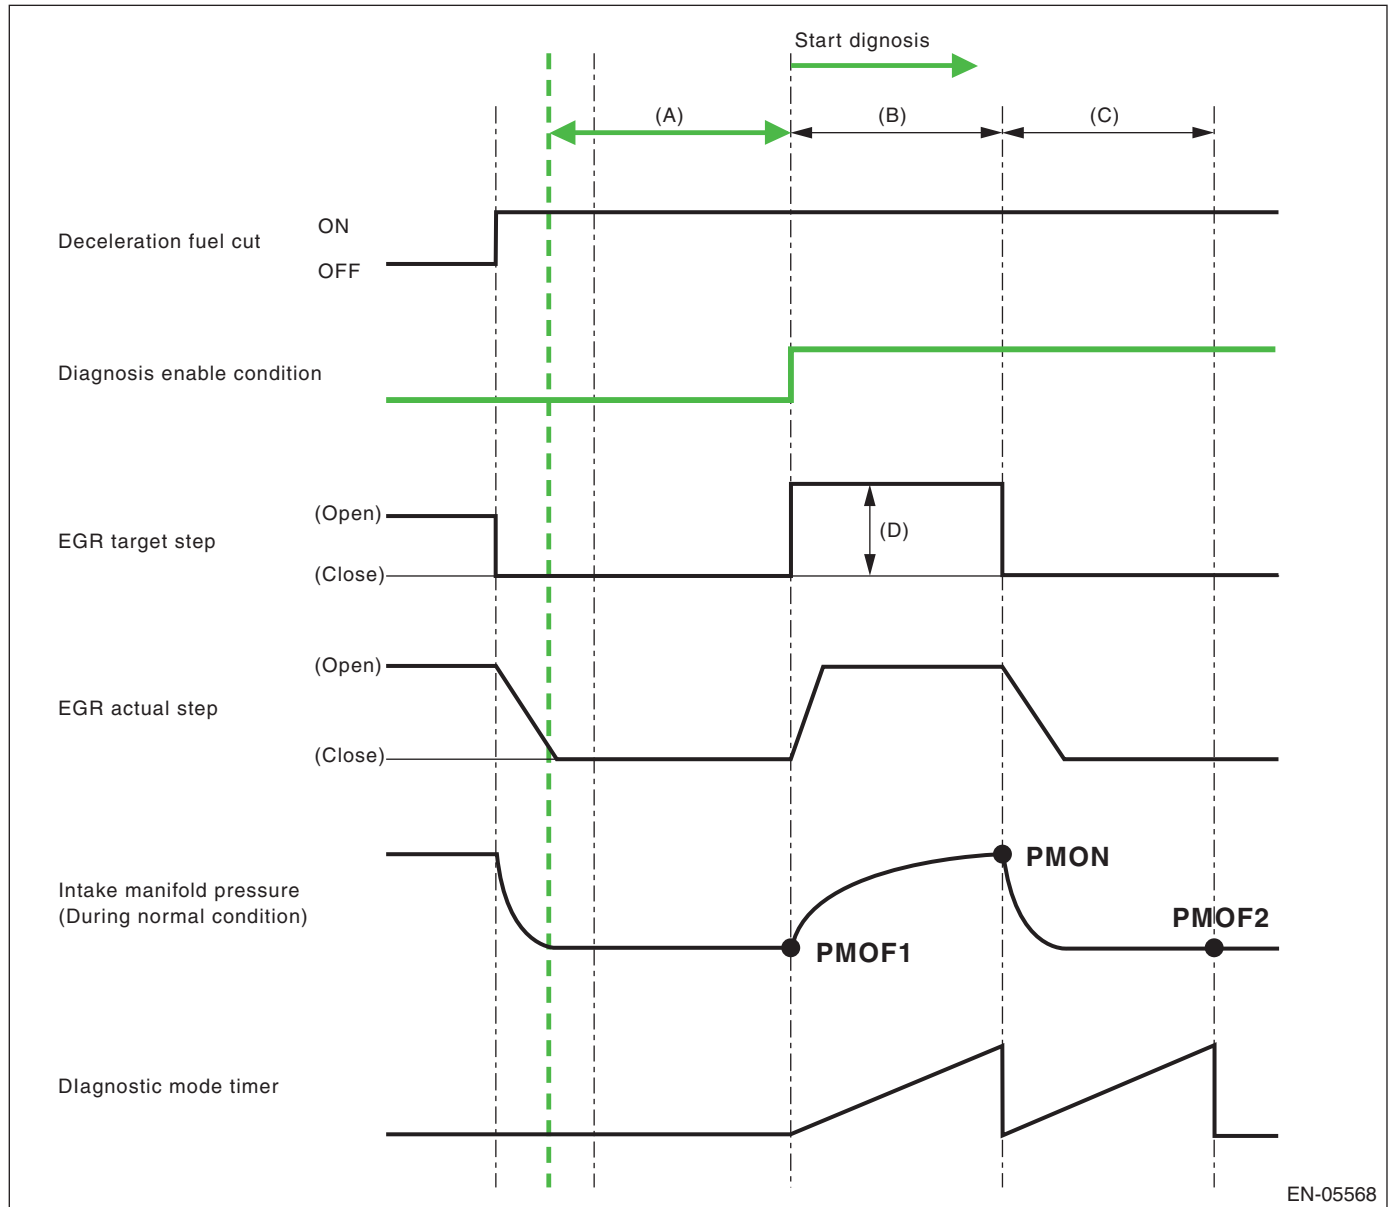 Start dignosis
(A)
(B)
(C)
Deceleration fuel cut
ON
OFF
Diagnosis enable condition
EGR target step
(Open)
(D)
(Close)
EGR actual step
(Open)
(Close)
Intake manifold pressure
(During normal condition)
PMON
PMOF1
PMOF2
DIagnostic mode timer
EN-05568